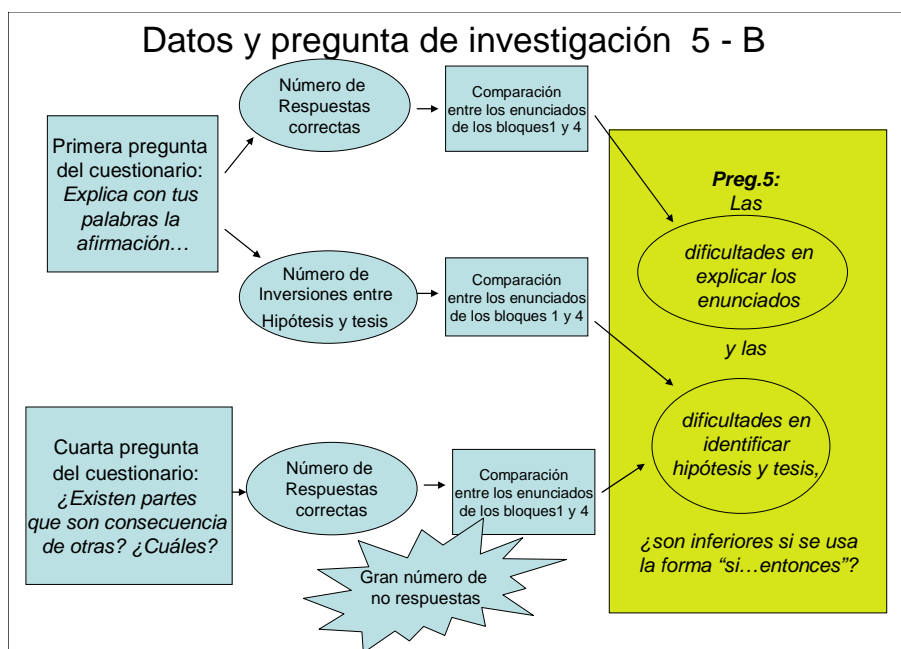 Datos y pregunta de investigación 5 - B
Primera pregunta
del cuestionario:
Explica con tus
palabras la
afirmación…
Número de
Respuestas
correctas
Comparación
entre los enunciados
de los bloques1 y 4
Número de
Inversiones entre
Hipótesis y tesis
Comparación
entre los enunciados
de los bloques 1 y 4
Cuarta pregunta
del cuestionario:
¿Existen partes
que son consecuencia
de otras? ¿Cuáles?
Número de
Respuestas
correctas
Comparación
entre los enunciados
de los bloques1 y 4
Gran número de
no respuestas
Preg.5:
Las
dificultades en
explicar los
enunciados
y las
dificultades en
identificar
hipótesis y tesis,
¿son inferiores si se usa
la forma “si…entonces”?